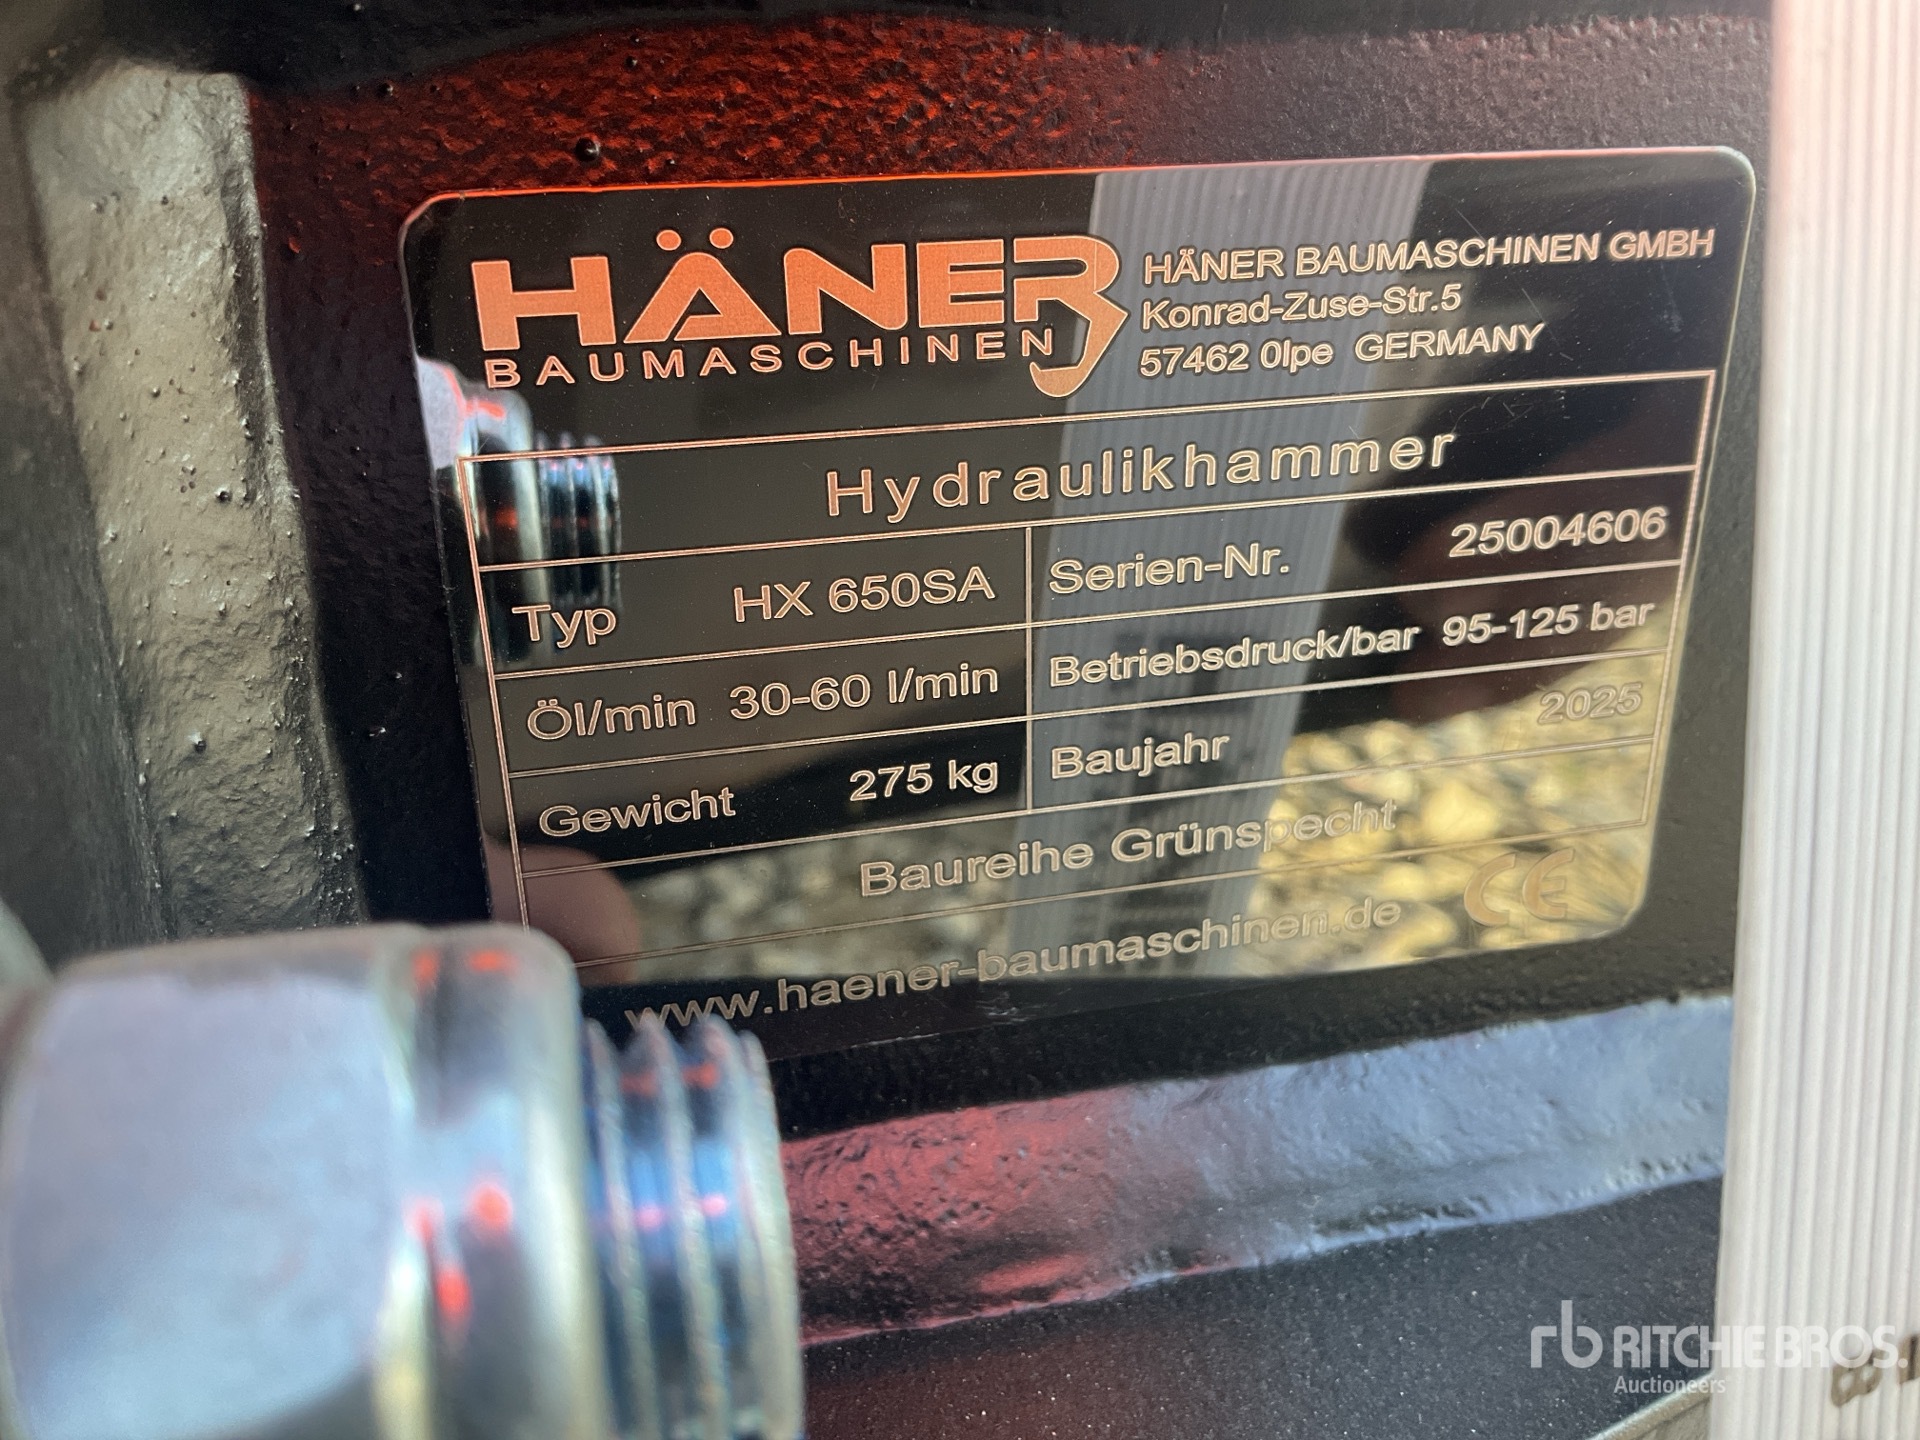 HÄNER
BAUMASCHINEN
HÄNER BAUMASCHINEN GMBH
Konrad-Zuse-Str.5
57462 Olpe GERMANY
Hydraulikhammer
Typ HX 650SA Serien-Nr. 25004606
Öl/min 30-60 l/min Betriebsdruck/bar 95-125 bar
Gewicht 275 kg Baujahr 2025
Baureihe Grünspecht
www.haener-baumaschinen.de CE
rb RITCHIE BROS.
Auctioneers